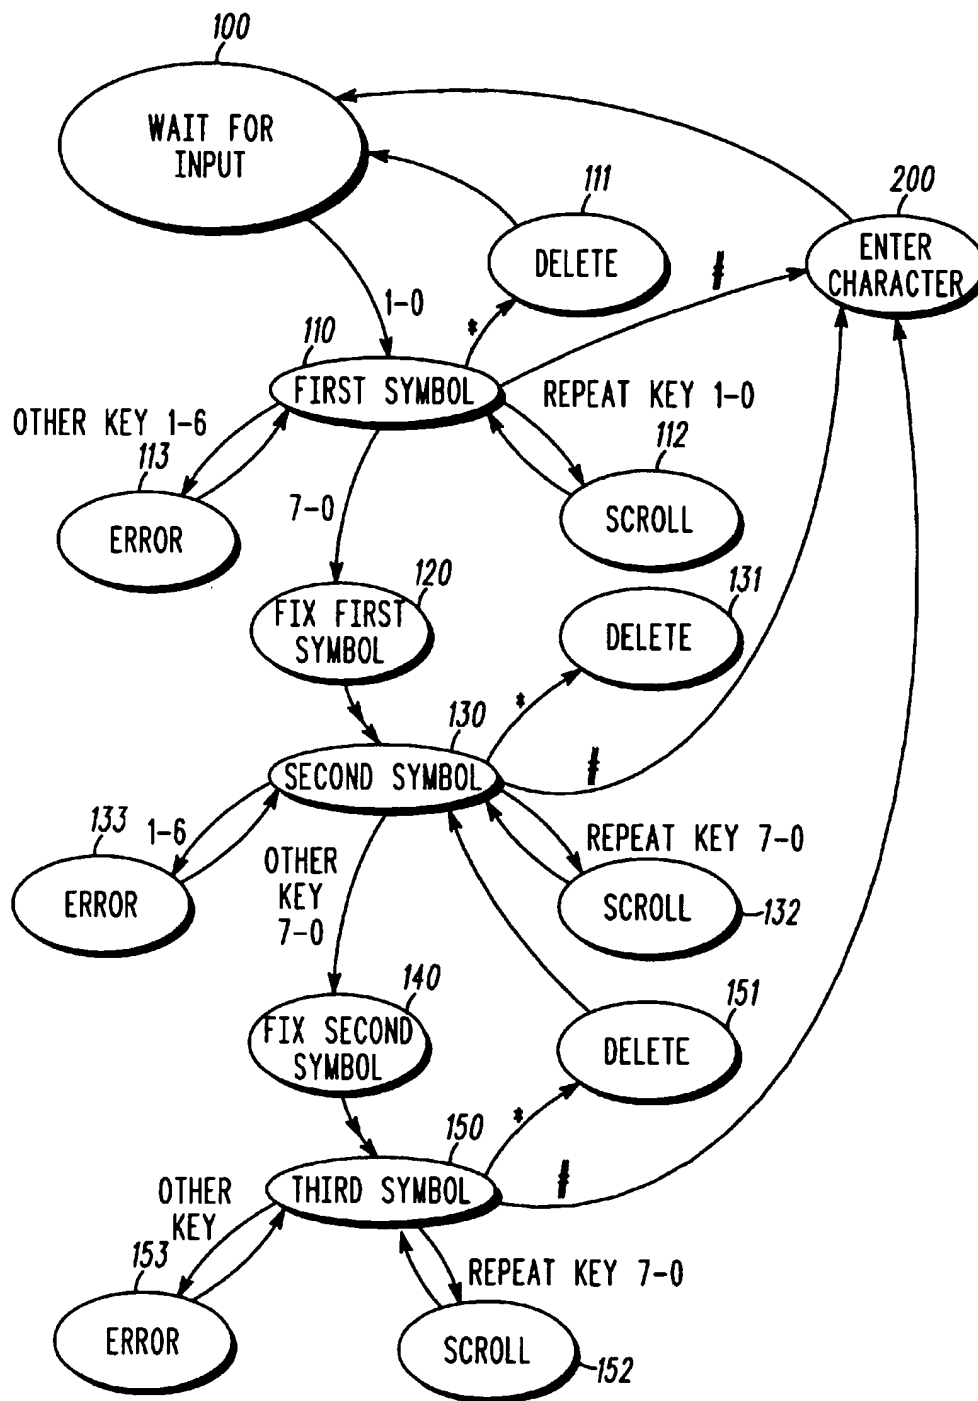 100
WAIT FOR
INPUT
111
DELETE
200
ENTER
CHARACTER
#
1-0
*
110
FIRST SYMBOL
REPEAT KEY 1-0
OTHER KEY 1-6
113
ERROR
112
SCROLL
7-0
120
FIX FIRST
SYMBOL
131
DELETE
*
130
SECOND SYMBOL
#
133
1-6
ERROR
OTHER
KEY
7-0
REPEAT KEY 7-0
SCROLL
132
140
FIX SECOND
SYMBOL
151
DELETE
*
150
THIRD SYMBOL
#
OTHER
KEY
153
ERROR
REPEAT KEY 7-0
SCROLL
152